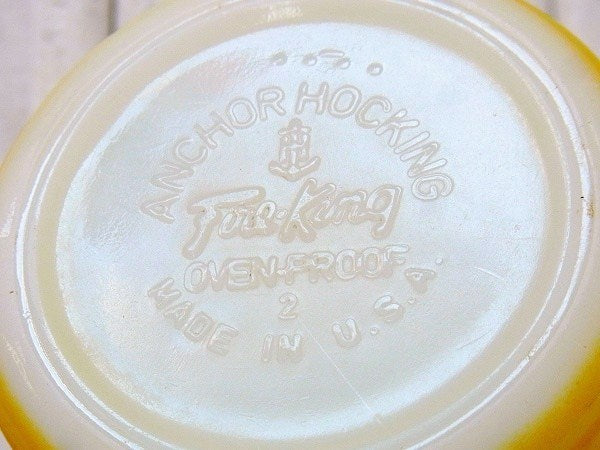 ANCHOR HOCKING
Fire-King
OVEN-PROOF
2
MADE IN U.S.A.